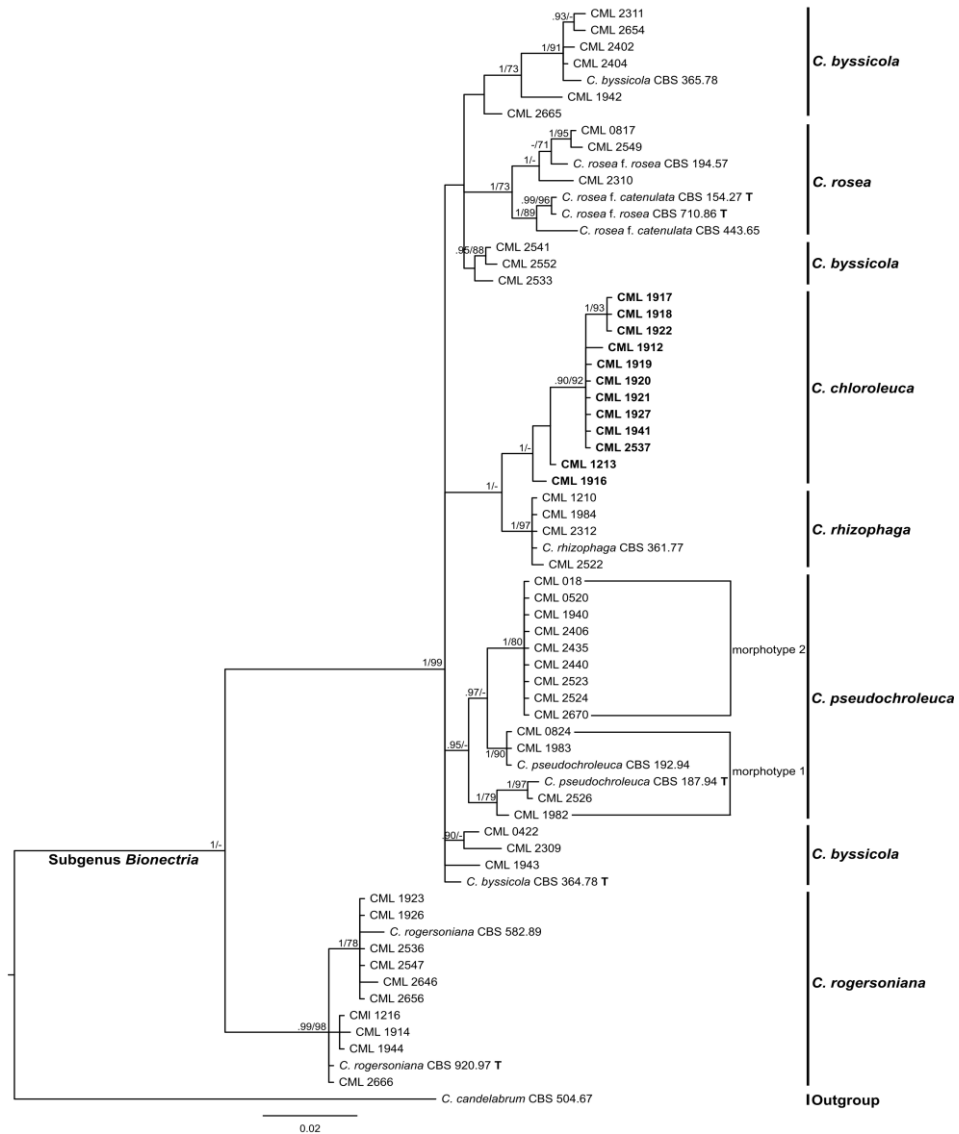 .93/-
CML 2311
CML 2654
1/91
CML 2402
CML 2404
C. byssicola CBS 365.78
1/73
CML 1942
CML 2665
C. byssicola
1/95
CML 0817
CML 2549
-/71
C. rosea f. rosea CBS 194.57
1/-
CML 2310
1/73
.99/96
C. rosea f. catenulata CBS 154.27 T
C. rosea f. rosea CBS 710.86 T
1/89
C. rosea f. catenulata CBS 443.65
C. rosea
.95/88
CML 2541
CML 2552
CML 2533
C. byssicola
1/93
CML 1917
CML 1918
CML 1922
CML 1912
CML 1919
.90/92
CML 1920
CML 1921
CML 1927
CML 1941
CML 2537
1/-
CML 1213
CML 1916
C. chloroleuca
1/-
CML 1210
CML 1984
1/97
CML 2312
C. rhizophaga CBS 361.77
CML 2522
C. rhizophaga
CML 018
CML 0520
CML 1940
CML 2406
1/80
CML 2435
CML 2440
CML 2523
CML 2524
CML 2670
morphotype 2
.97/-
CML 0824
CML 1983
1/90
C. pseudochroleuca CBS 192.94
.95/-
1/97
C. pseudochroleuca CBS 187.94 T
CML 2526
1/79
CML 1982
morphotype 1
C. pseudochroleuca
1/99
.90/-
CML 0422
CML 2309
CML 1943
C. byssicola CBS 364.78 T
C. byssicola
1/-
Subgenus Bionectria
CML 1923
CML 1926
C. rogersoniana CBS 582.89
1/78
CML 2536
CML 2547
CML 2646
CML 2656
CMl 1216
.99/98
CML 1914
CML 1944
C. rogersoniana CBS 920.97 T
CML 2666
C. rogersoniana
C. candelabrum CBS 504.67
Outgroup
0.02